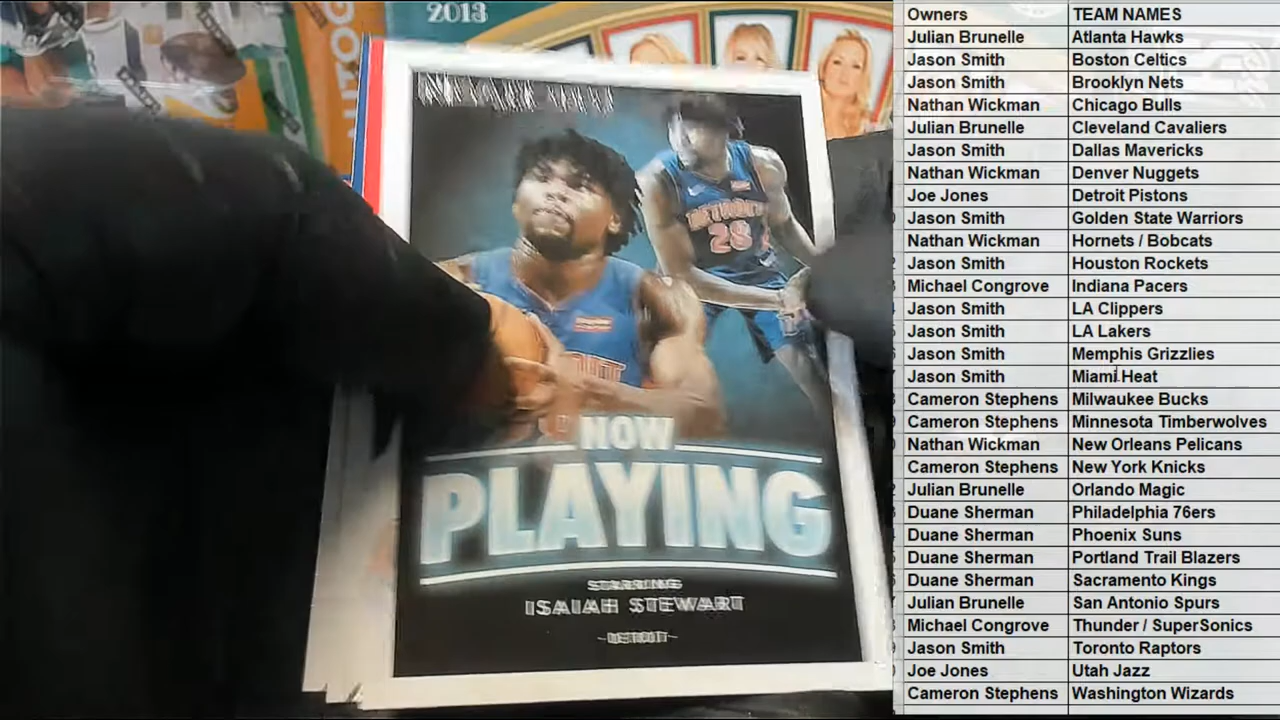 2013
Owners TEAM NAMES
Julian Brunelle Atlanta Hawks
Jason Smith Boston Celtics
Jason Smith Brooklyn Nets
Nathan Wickman Chicago Bulls
Julian Brunelle Cleveland Cavaliers
Jason Smith Dallas Mavericks
Nathan Wickman Denver Nuggets
Joe Jones Detroit Pistons
Jason Smith Golden State Warriors
Nathan Wickman Hornets / Bobcats
Jason Smith Houston Rockets
Michael Congrove Indiana Pacers
Jason Smith LA Clippers
Jason Smith LA Lakers
Jason Smith Memphis Grizzlies
Jason Smith Miami Heat
Cameron Stephens Milwaukee Bucks
Cameron Stephens Minnesota Timberwolves
Nathan Wickman New Orleans Pelicans
Cameron Stephens New York Knicks
Julian Brunelle Orlando Magic
Duane Sherman Philadelphia 76ers
Duane Sherman Phoenix Suns
Duane Sherman Portland Trail Blazers
Duane Sherman Sacramento Kings
Julian Brunelle San Antonio Spurs
Michael Congrove Thunder / SuperSonics
Jason Smith Toronto Raptors
Joe Jones Utah Jazz
Cameron Stephens Washington Wizards
DETROIT
28
NOW
PLAYING
STARRING
ISAIAH STEWART
-DETROIT-